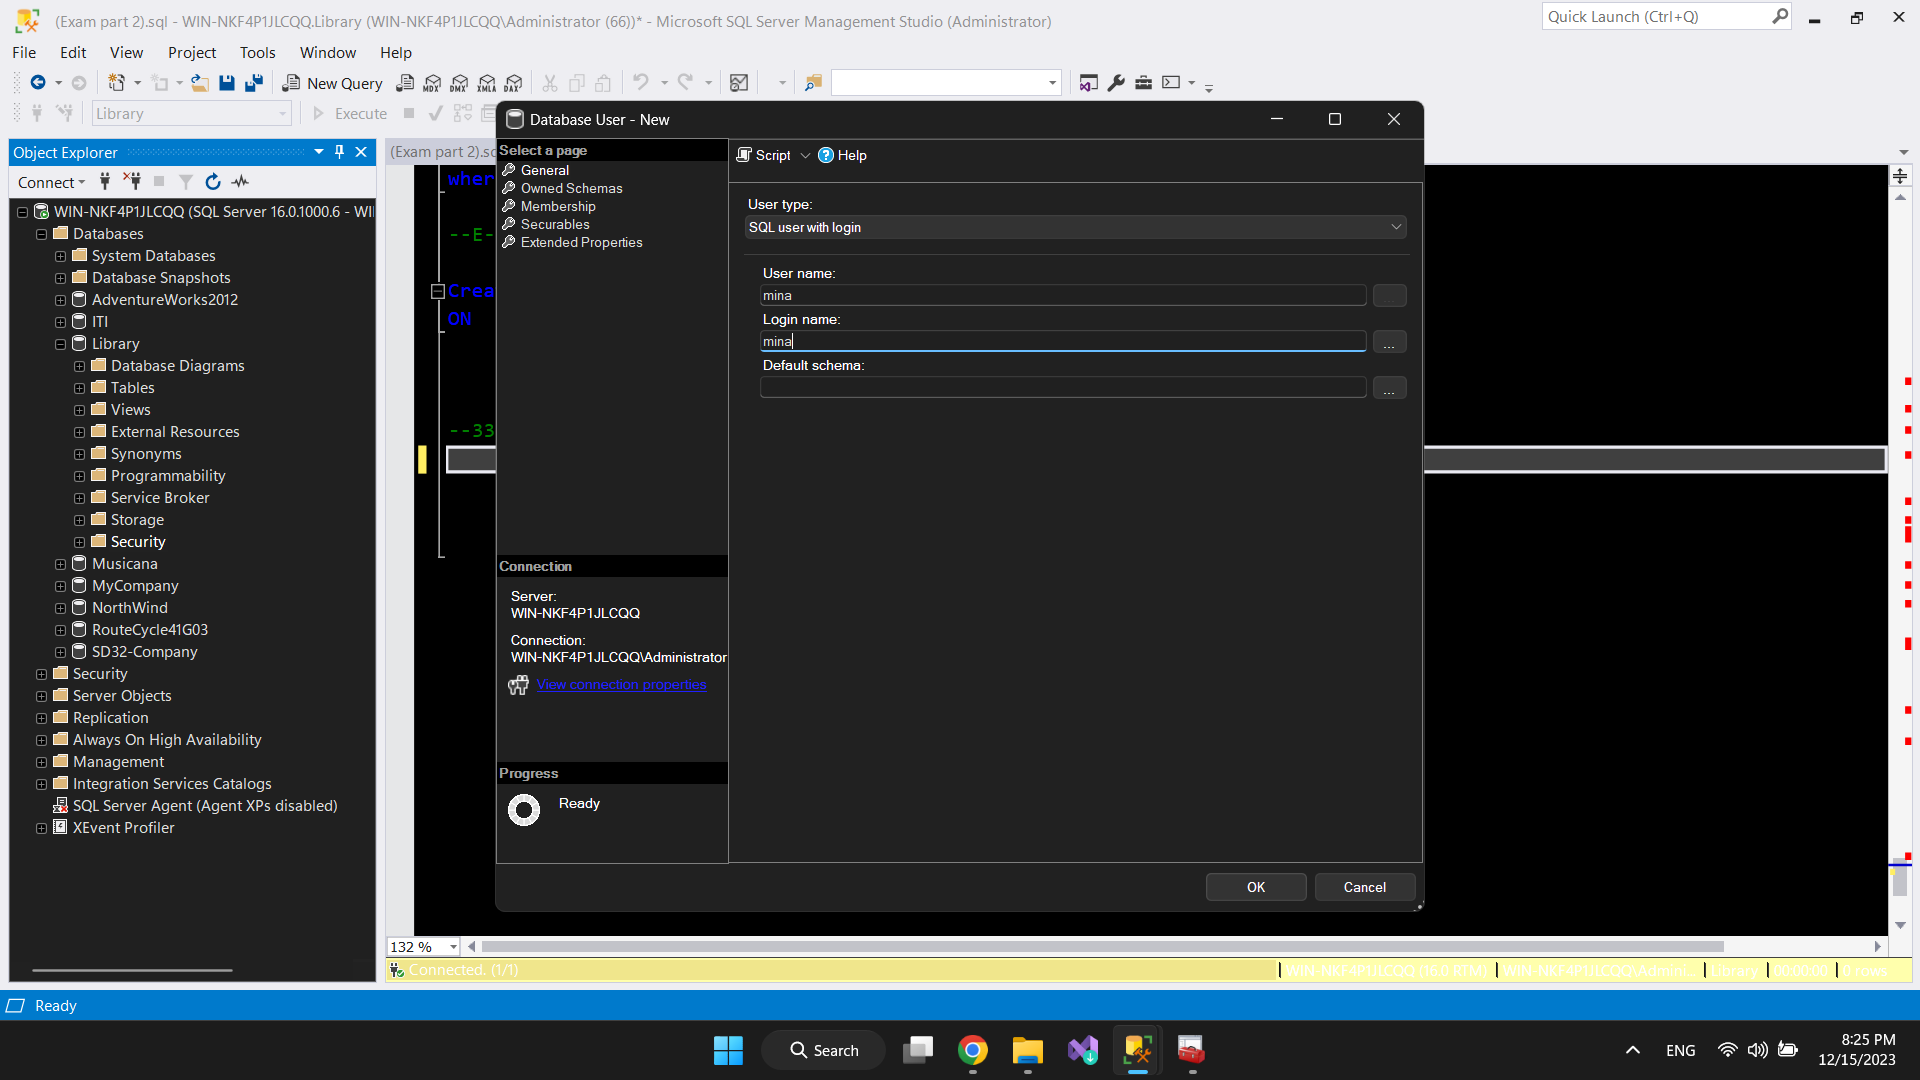 (Exam part 2).sql - WIN-NKF4P1JLCQQ.Library (WIN-NKF4P1JLCQQ\Administrator (66))* - Microsoft SQL Server Management Studio (Administrator)
Quick Launch (Ctrl+Q)
File Edit View Project Tools Window Help
New Query MDX DMX XMLA DAX
Library Execute
Object Explorer
Connect
WIN-NKF4P1JLCQQ (SQL Server 16.0.1000.6 - WI
Databases
System Databases
Database Snapshots
AdventureWorks2012
ITI
Library
Database Diagrams
Tables
Views
External Resources
Synonyms
Programmability
Service Broker
Storage
Security
Musicana
MyCompany
NorthWind
RouteCycle41G03
SD32-Company
Security
Server Objects
Replication
Always On High Availability
Management
Integration Services Catalogs
SQL Server Agent (Agent XPs disabled)
XEvent Profiler
(Exam part 2).sq
wher
--E-
Crea
ON
--33
Database User - New
Select a page
General
Owned Schemas
Membership
Securables
Extended Properties
Connection
Server:
WIN-NKF4P1JLCQQ
Connection:
WIN-NKF4P1JLCQQ\Administrator
View connection properties
Progress
Ready
Script Help
User type:
SQL user with login
User name:
mina
...
Login name:
mina
...
Default schema:
...
OK Cancel
132 %
Connected. (1/1)
Ready
Search
ENG
8:25 PM
12/15/2023